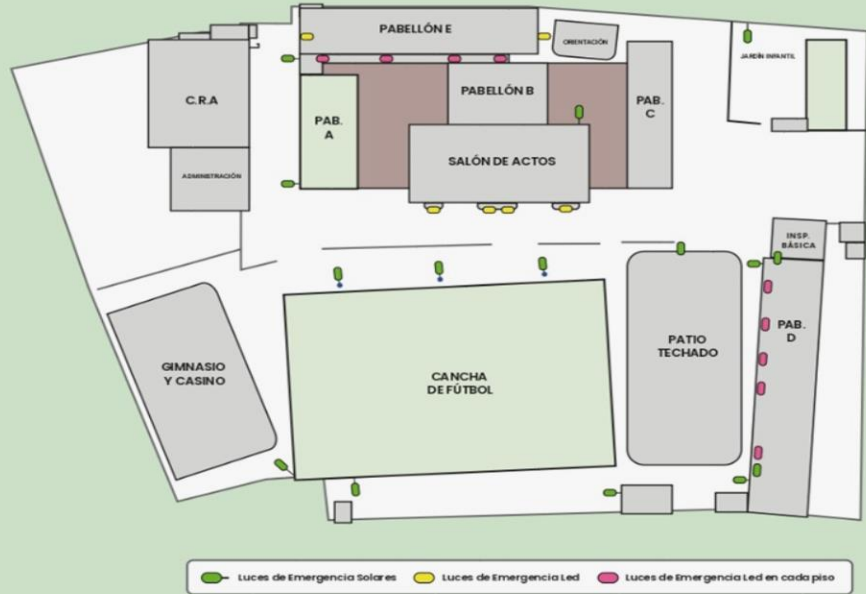 PABELLÓN E
ORIENTACIÓN
JARDÍN INFANTIL
C.R.A
PABELLÓN B
PAB.
A
PAB.
C
SALÓN DE ACTOS
ADMINISTRACIÓN
INSP.
BÁSICA
PAB.
D
PATIO
TECHADO
GIMNASIO
Y CASINO
CANCHA
DE FÚTBOL
Luces de Emergencia Solares
Luces de Emergencia Led
Luces de Emergencia Led en cada piso